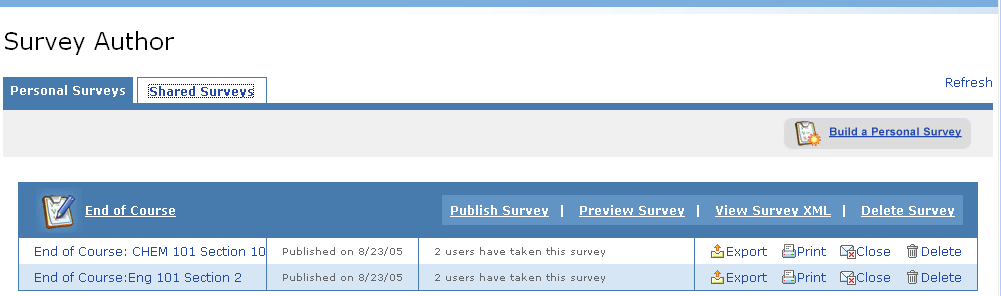 Survey Author
Personal Surveys Shared Surveys Refresh
Build a Personal Survey
End of Course Publish Survey | Preview Survey | View Survey XML | Delete Survey
End of Course: CHEM 101 Section 10 Published on 8/23/05 2 users have taken this survey Export Print Close Delete
End of Course:Eng 101 Section 2 Published on 8/23/05 2 users have taken this survey Export Print Close Delete